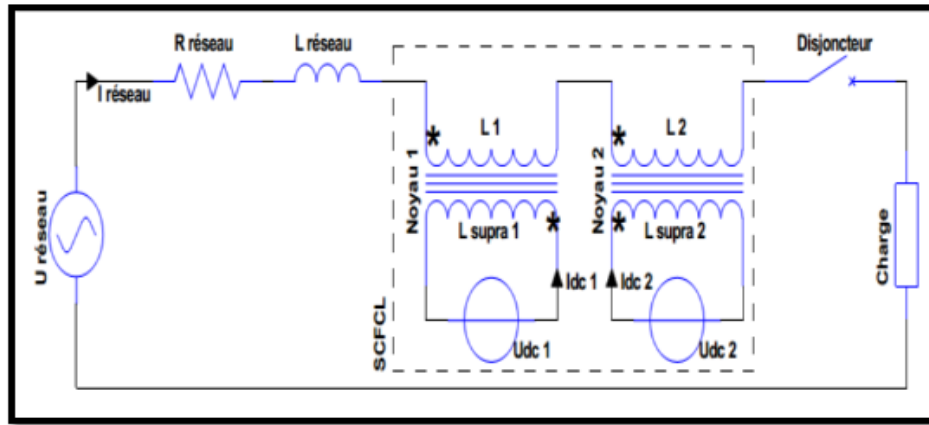 R réseau
L réseau
Disjoncteur
I réseau
L 1
L 2
*
*
Noyau 1
Noyau 2
L supra 1
L supra 2
*
*
U réseau
Charge
Idc 1
Idc 2
SCFCL
Udc 1
Udc 2